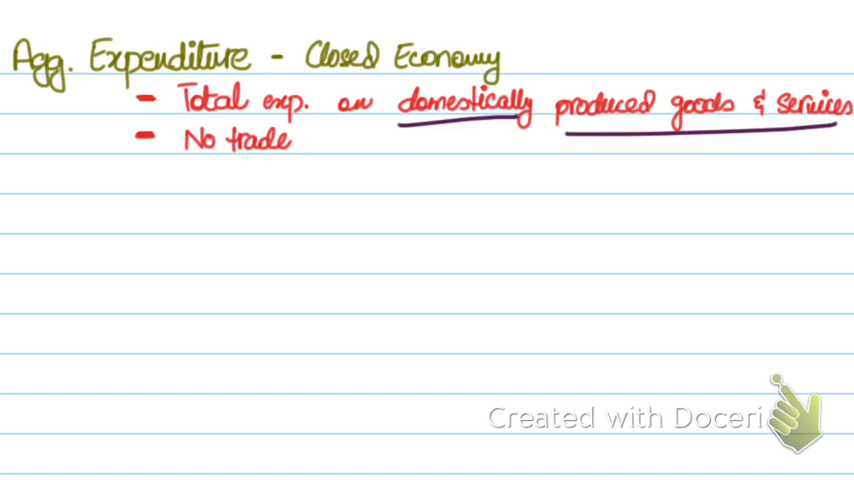 Agg. Expenditure - Closed Economy
- Total exp. on domestically produced goods & services
- No trade
Created with Doceri